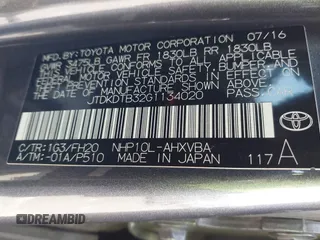 MFD. BY: TOYOTA MOTOR CORPORATION 07/16
GVWR 3475LB GAWR FR 1830LB RR 1830LB
THIS VEHICLE CONFORMS TO ALL APPLICABLE
FEDERAL MOTOR VEHICLE SAFETY, BUMPER, AND
THEFT PREVENTION STANDARDS IN EFFECT ON
THE DATE OF MANUFACTURE SHOWN ABOVE.
JTDKDTB32G1134020 PASS.CAR
C/TR:1G3/FH20 NHP10L-AHXVBA
A/TM:-01A/P510 MADE IN JAPAN 117 A
TOYOTA
DREAMBID